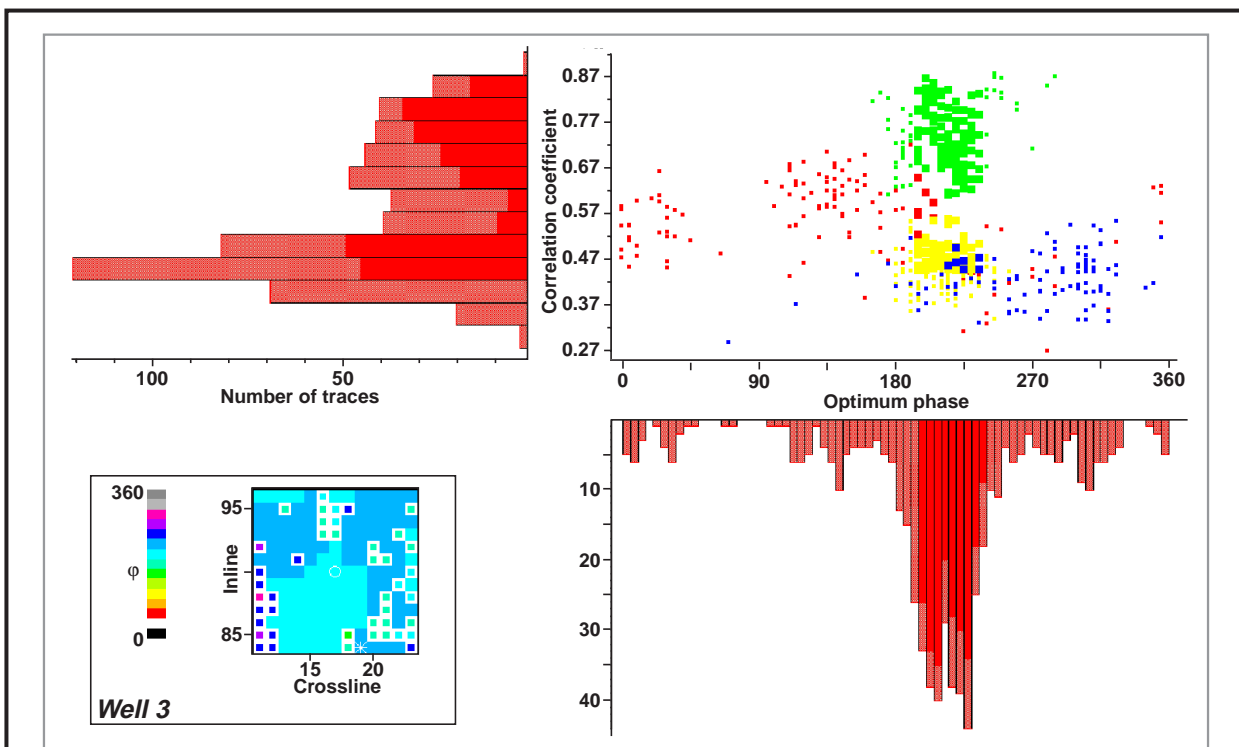 0.87
0.77
0.67
0.57
0.47
0.37
0.27
Correlation coefficient
100 50
Number of traces
0 90 180 270 360
Optimum phase
10
20
30
40
360
φ
0
95
85
Inline
15 20
Crossline
Well 3